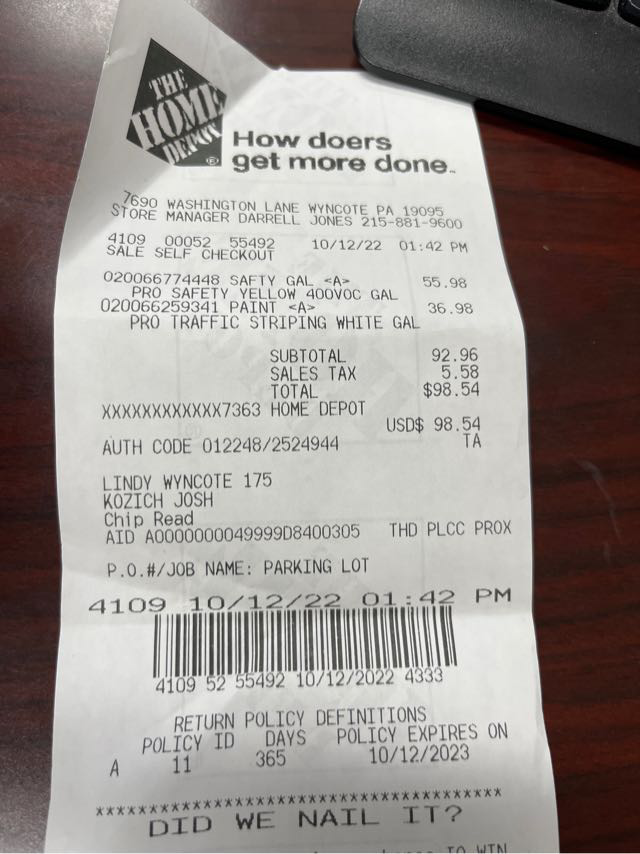 THE
HOME
DEPOT
®
How doers
get more done™
7690 WASHINGTON LANE WYNCOTE PA 19095
STORE MANAGER DARRELL JONES 215-881-9600
4109 00052 55492 10/12/22 01:42 PM
SALE SELF CHECKOUT
020066774448 SAFTY GAL <A> 55.98
PRO SAFETY YELLOW 400VOC GAL
020066259341 PAINT <A> 36.98
PRO TRAFFIC STRIPING WHITE GAL
SUBTOTAL 92.96
SALES TAX 5.58
TOTAL $98.54
XXXXXXXXXXXX7363 HOME DEPOT
USD$ 98.54
AUTH CODE 012248/2524944 TA
LINDY WYNCOTE 175
KOZICH JOSH
Chip Read
AID A0000000049999D8400305 THD PLCC PROX
P.O.#/JOB NAME: PARKING LOT
4109 10/12/22 01:42 PM
4109 52 55492 10/12/2022 4333
RETURN POLICY DEFINITIONS
POLICY ID DAYS POLICY EXPIRES ON
A 11 365 10/12/2023
****************************************
DID WE NAIL IT?
TO WIN